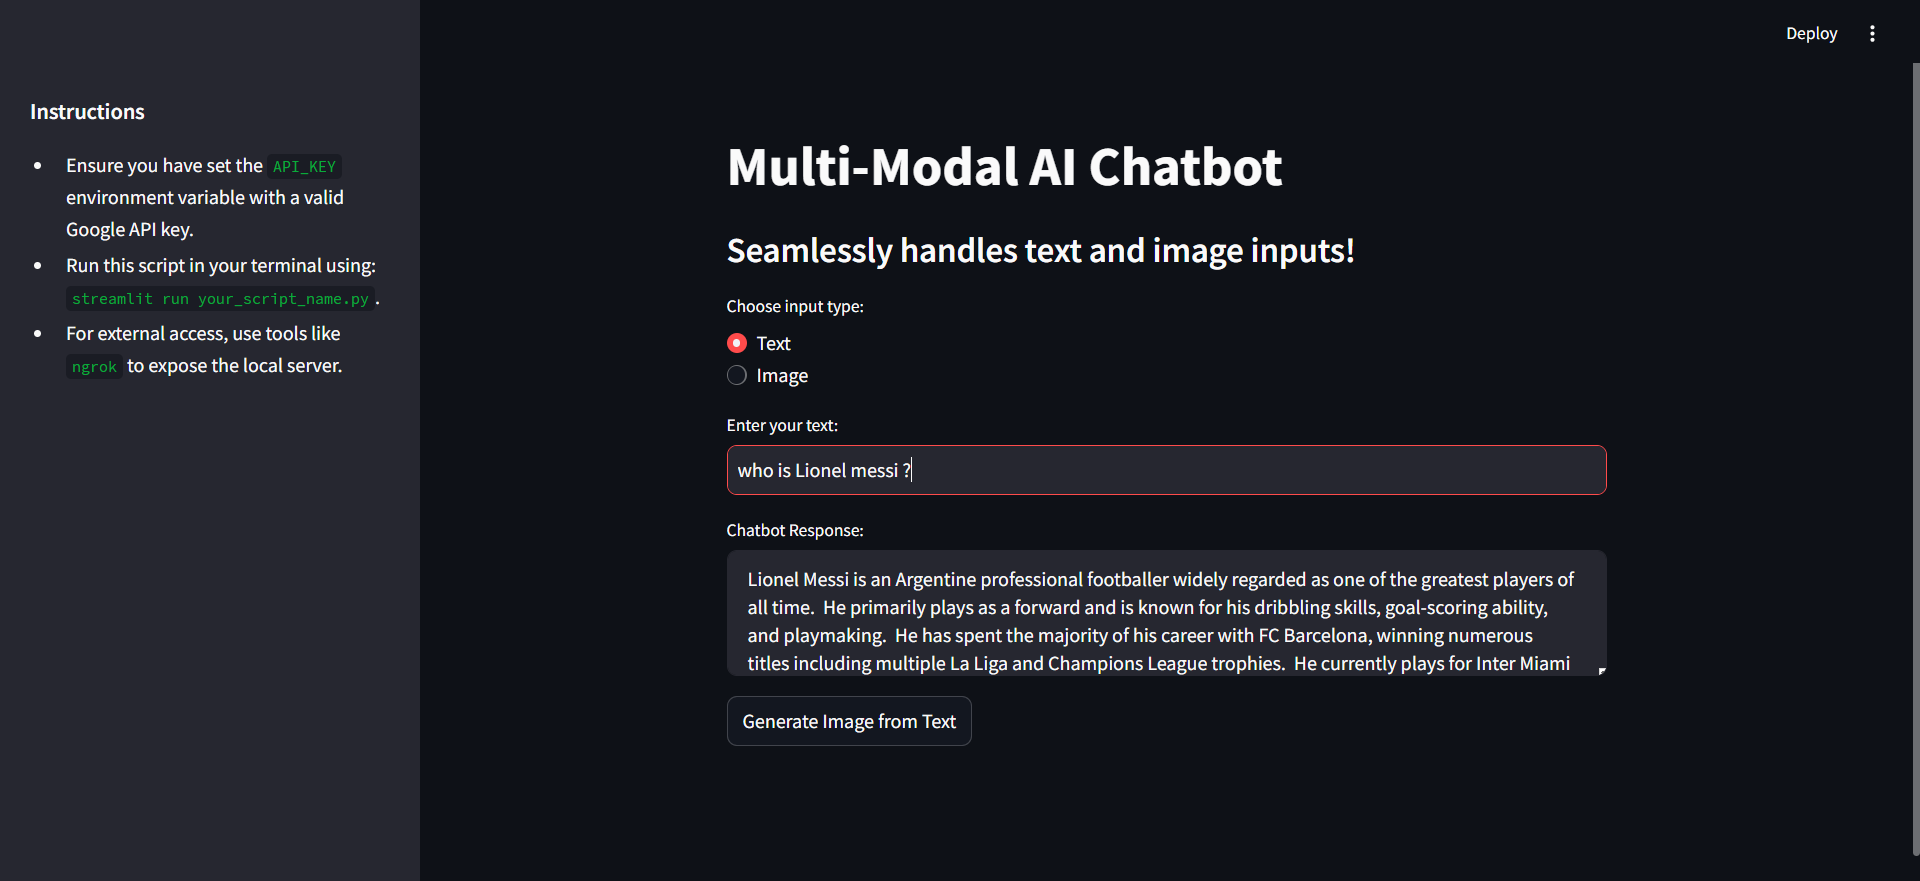 Deploy
Instructions
Ensure you have set the API_KEY
environment variable with a valid
Google API key.
Run this script in your terminal using:
streamlit run your_script_name.py.
For external access, use tools like
ngrok to expose the local server.
Multi-Modal AI Chatbot
Seamlessly handles text and image inputs!
Choose input type:
Text
Image
Enter your text:
who is Lionel messi ?
Chatbot Response:
Lionel Messi is an Argentine professional footballer widely regarded as one of the greatest players of
all time.  He primarily plays as a forward and is known for his dribbling skills, goal-scoring ability,
and playmaking.  He has spent the majority of his career with FC Barcelona, winning numerous
titles including multiple La Liga and Champions League trophies.  He currently plays for Inter Miami
Generate Image from Text